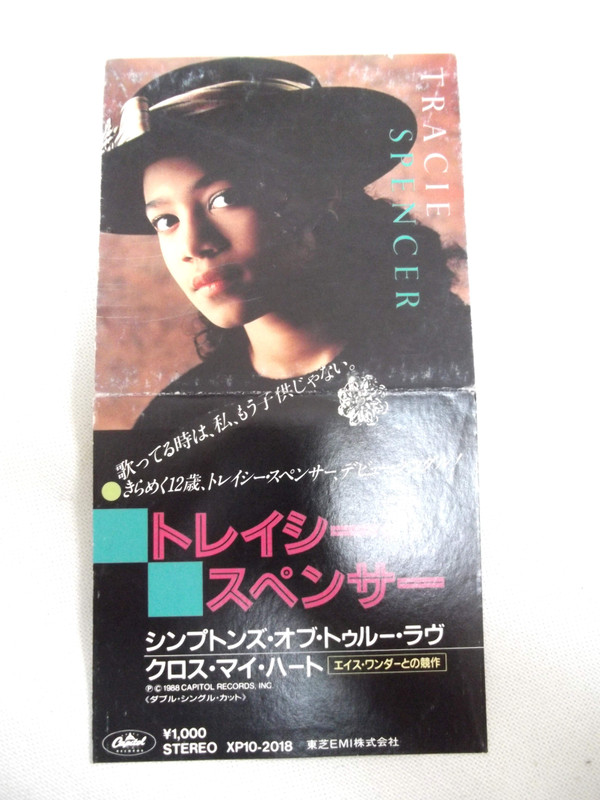 TRACIE
SPENCER
歌ってる時は、私、もう子供じゃない。
きらめく12歳、トレイシー・スペンサー、デビュー
トレイシー
スペンサー
シンプトンズ・オブ・トゥルー・ラヴ
クロス・マイ・ハート エイス・ワンダーとの競作
℗ © 1988 CAPITOL RECORDS, INC.
《ダブル・シングル・カット》
Capitol
RECORDS
¥1,000
STEREO XP10-2018 東芝EMI株式会社